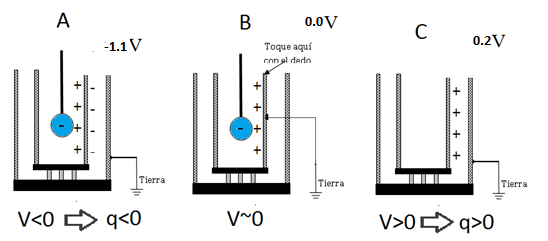 A
-1.1V
Tierra
V<0 ⇨ q<0
B
0.0V
Toque aquí
con el dedo
Tierra
V~0
C
0.2V
Tierra
V>0 ⇨ q>0